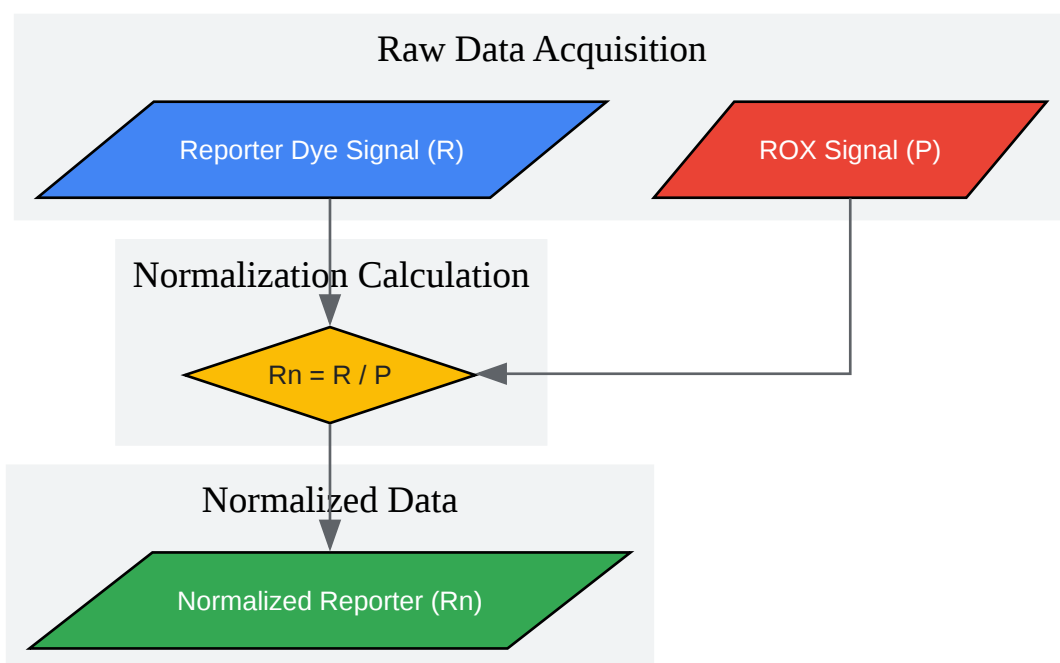 Raw Data Acquisition
Reporter Dye Signal (R)
ROX Signal (P)
Normalization Calculation
Rn = R / P
Normalized Data
Normalized Reporter (Rn)